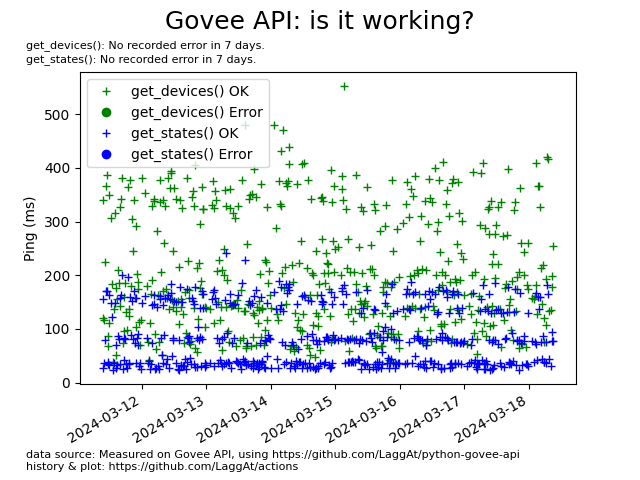 Govee API: is it working?
get_devices(): No recorded error in 7 days.
get_states(): No recorded error in 7 days.
get_devices() OK
get_devices() Error
get_states() OK
get_states() Error
Ping (ms)
500
400
300
200
100
0
2024-03-12
2024-03-13
2024-03-14
2024-03-15
2024-03-16
2024-03-17
2024-03-18
data source: Measured on Govee API, using https://github.com/LaggAt/python-govee-api
history & plot: https://github.com/LaggAt/actions